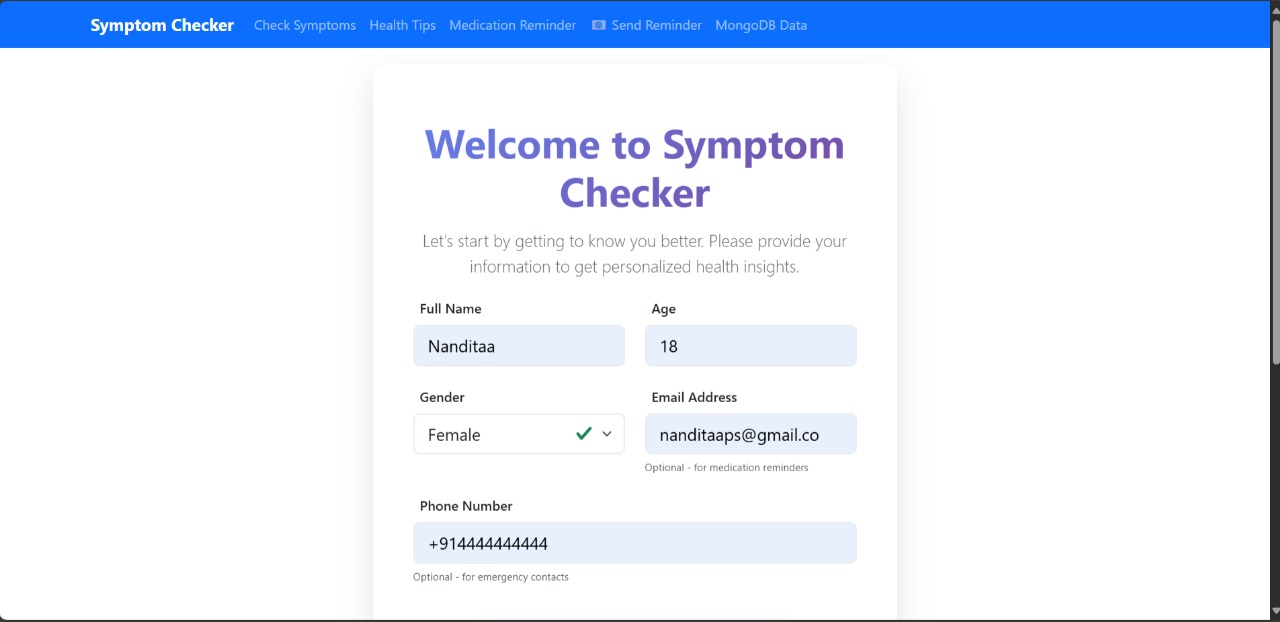 Symptom Checker Check Symptoms Health Tips Medication Reminder Send Reminder MongoDB Data
Welcome to Symptom
Checker
Let's start by getting to know you better. Please provide your
information to get personalized health insights.
Full Name Age
Nanditaa 18
Gender Email Address
Female nanditaaps@gmail.co
Optional - for medication reminders
Phone Number
+914444444444
Optional - for emergency contacts